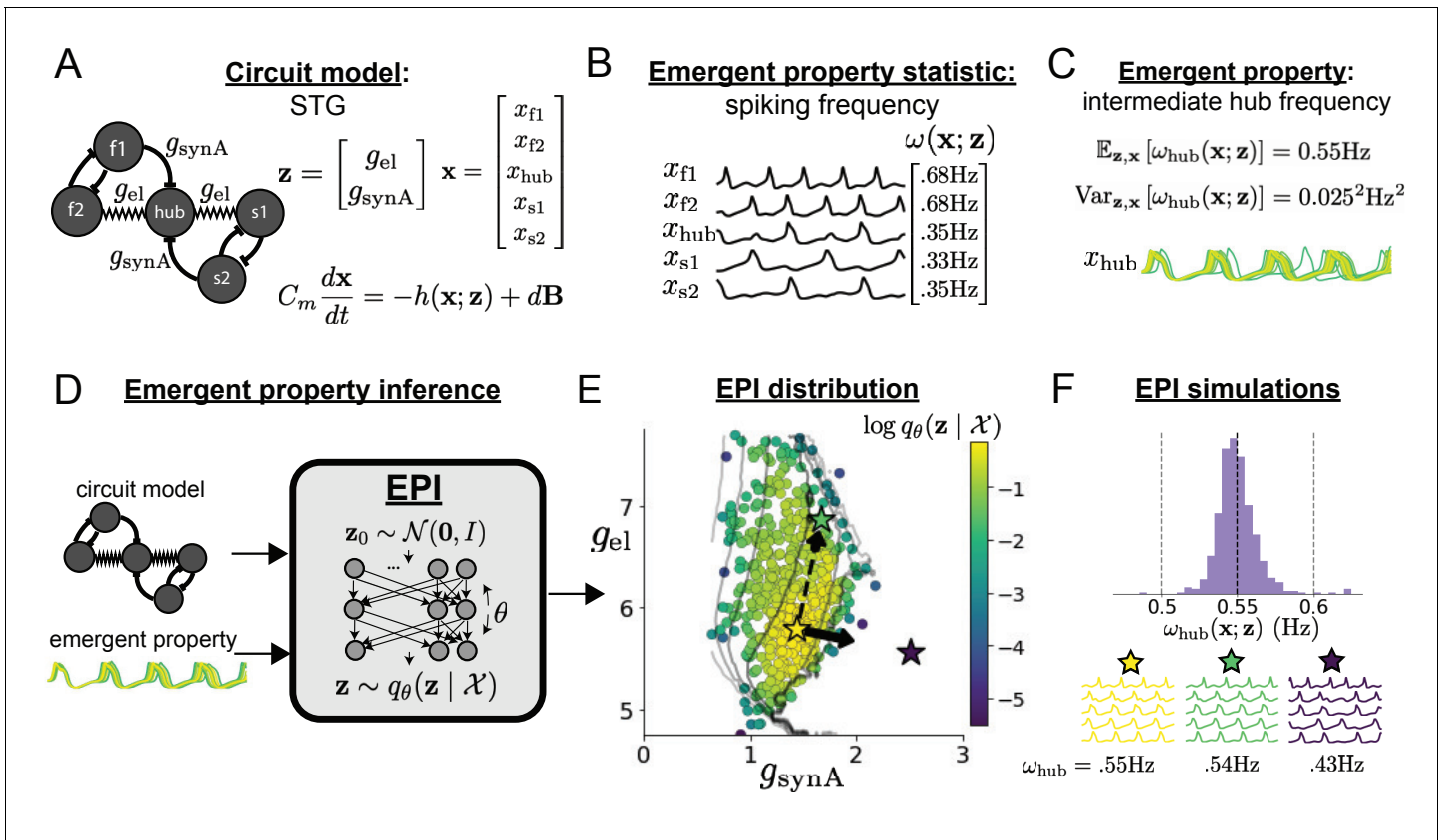 A
Circuit model:
STG
f1
f2
hub
s1
s2
g_synA
g_el
g_el
g_synA
z = [ g_el g_synA ] x = [ x_f1 x_f2 x_hub x_s1 x_s2 ]
C_m dx/dt = −h(x; z) + dB
B
Emergent property statistic:
spiking frequency
ω(x; z)
x_f1 .68Hz
x_f2 .68Hz
x_hub .35Hz
x_s1 .33Hz
x_s2 .35Hz
C
Emergent property:
intermediate hub frequency
𝔼_z,x [ω_hub(x; z)] = 0.55Hz
Var_z,x [ω_hub(x; z)] = 0.025²Hz²
x_hub
D
Emergent property inference
circuit model
emergent property
EPI
z₀ ∼ 𝒩(0, I)
...
θ
z ∼ q_θ(z | 𝒳)
E
EPI distribution
log q_θ(z | 𝒳)
−1
−2
−3
−4
−5
g_el
7
6
5
0 1 2 3
g_synA
F
EPI simulations
0.5 0.55 0.6
ω_hub(x; z) (Hz)
ω_hub = .55Hz .54Hz .43Hz